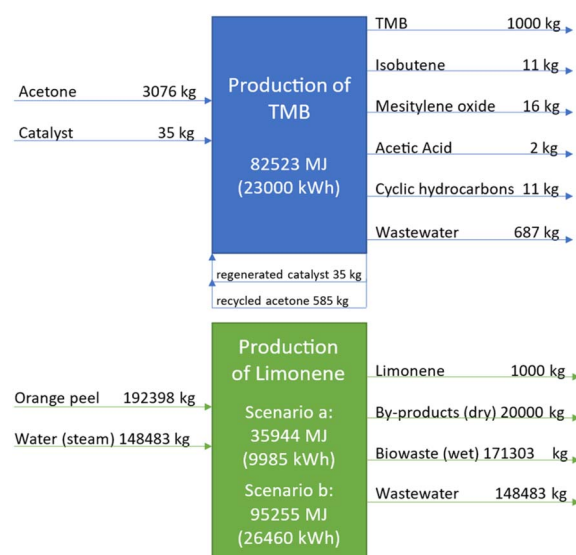 TMB 1000 kg
Isobutene 11 kg
Acetone 3076 kg
Production of
TMB
Mesitylene oxide 16 kg
Catalyst 35 kg
82523 MJ
(23000 kWh)
Acetic Acid 2 kg
Cyclic hydrocarbons 11 kg
Wastewater 687 kg
regenerated catalyst 35 kg
recycled acetone 585 kg
Production
of Limonene
Limonene 1000 kg
Orange peel 192398 kg
Scenario a:
35944 MJ
(9985 kWh)
By-products (dry) 20000 kg
Water (steam) 148483 kg
Biowaste (wet) 171303 kg
Scenario b:
95255 MJ
(26460 kWh)
Wastewater 148483 kg